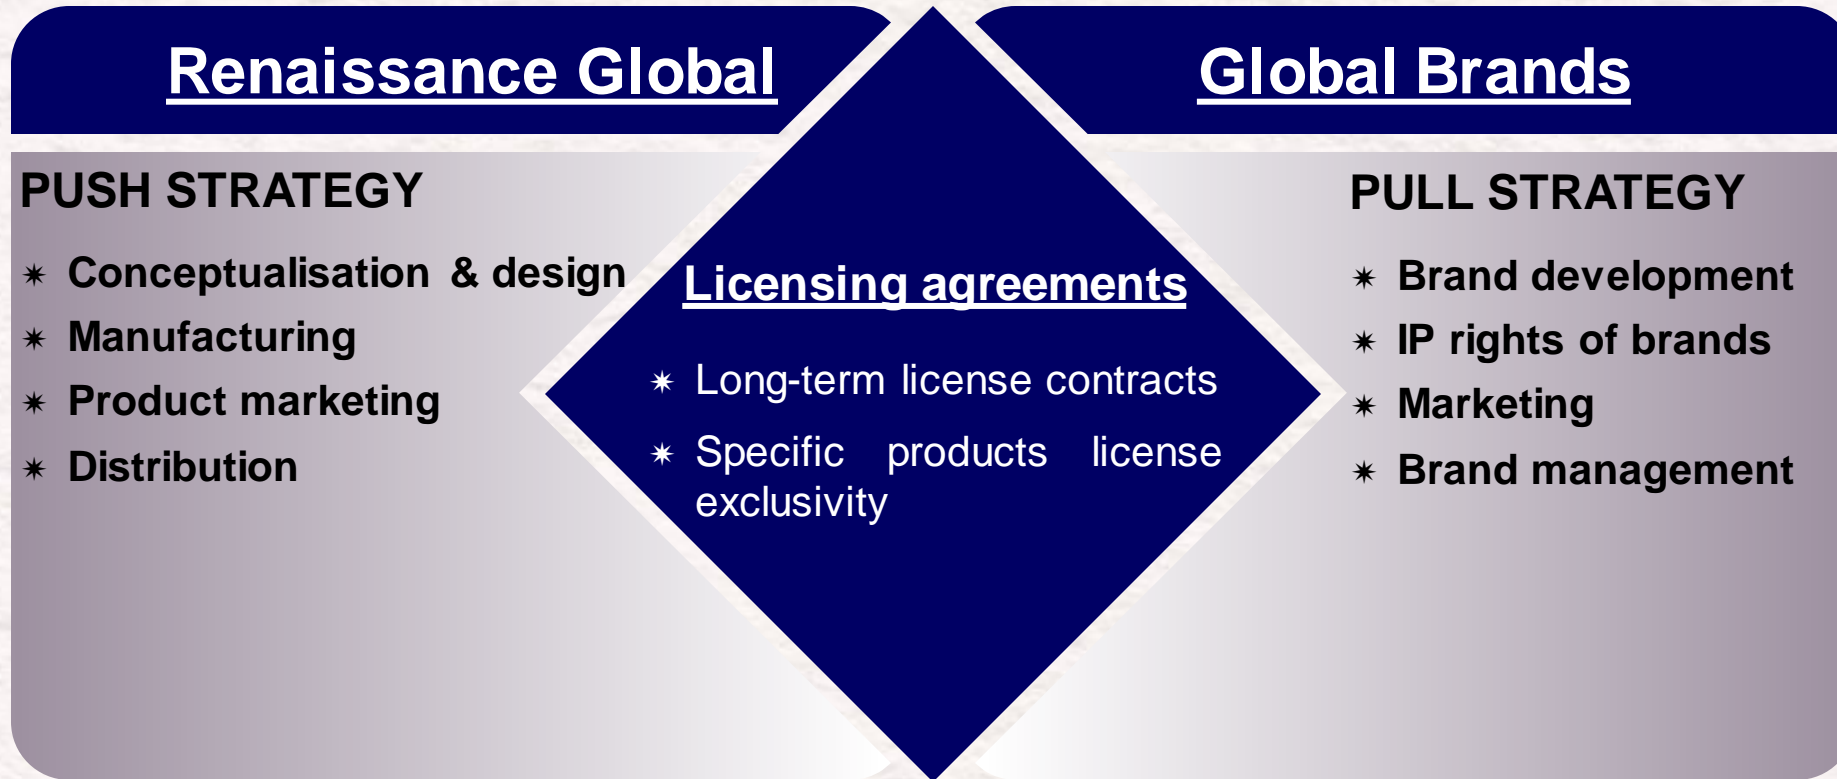 Renaissance Global
PUSH STRATEGY
✴ Conceptualisation & design
✴ Manufacturing
✴ Product marketing
✴ Distribution
Licensing agreements
✴ Long-term license contracts
✴ Specific products license
exclusivity
Global Brands
PULL STRATEGY
✴ Brand development
✴ IP rights of brands
✴ Marketing
✴ Brand management